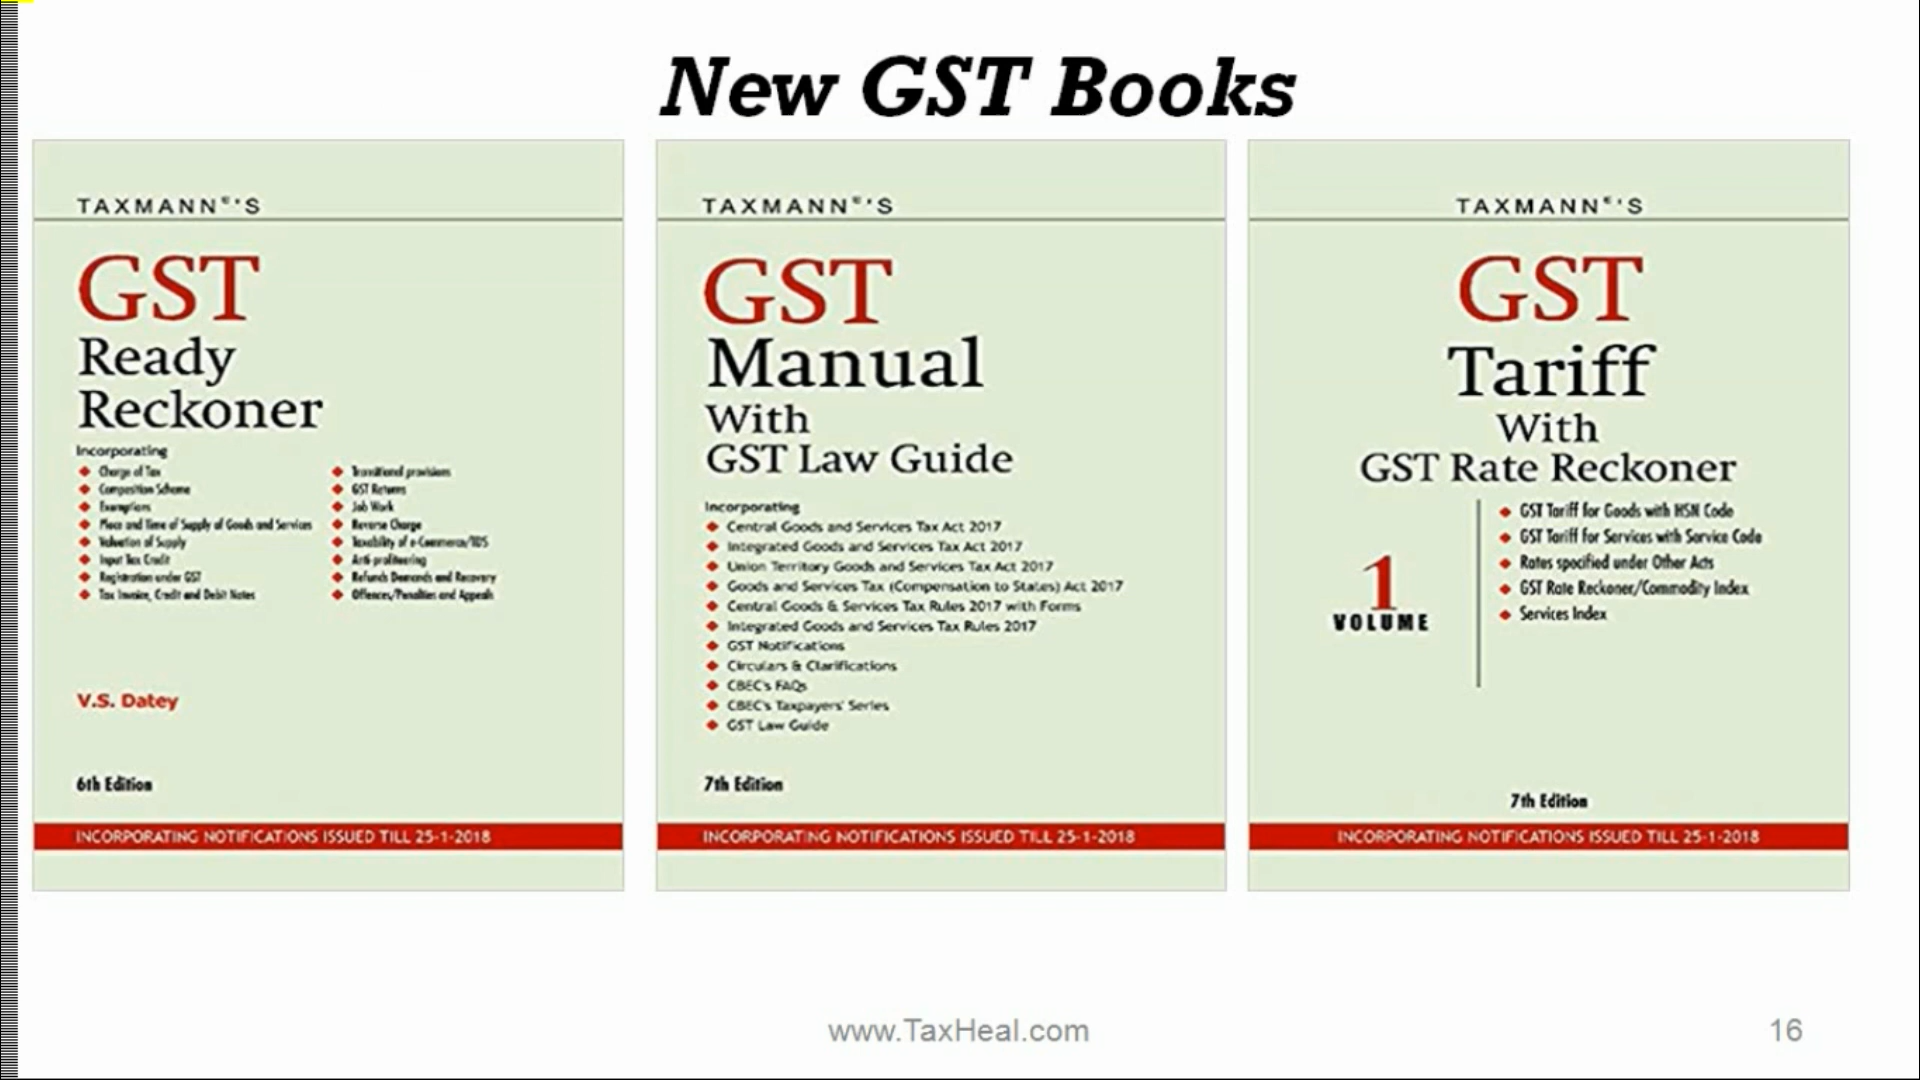 New GST Books
TAXMANN®'S
GST
Ready
Reckoner
Incorporating
Charge of Tax
Composition Scheme
Exemptions
Place and Time of Supply of Goods and Services
Valuation of Supply
Input Tax Credit
Registration under GST
Tax Invoice, Credit and Debit Notes
Transitional provisions
GST Returns
Job Work
Reverse Charge
Taxability of e-Commerce/TDS
Anti-profiteering
Refunds Demands and Recovery
Offences/Penalties and Appeals
V.S. Datey
6th Edition
INCORPORATING NOTIFICATIONS ISSUED TILL 25-1-2018
TAXMANN®'S
GST
Manual
With
GST Law Guide
Incorporating
Central Goods and Services Tax Act 2017
Integrated Goods and Services Tax Act 2017
Union Territory Goods and Services Tax Act 2017
Goods and Services Tax (Compensation to States) Act 2017
Central Goods & Services Tax Rules 2017 with Forms
Integrated Goods and Services Tax Rules 2017
GST Notifications
Circulars & Clarifications
CBEC's FAQs
CBEC's Taxpayers' Series
GST Law Guide
7th Edition
INCORPORATING NOTIFICATIONS ISSUED TILL 25-1-2018
TAXMANN®'S
GST
Tariff
With
GST Rate Reckoner
1
VOLUME
GST Tariff for Goods with HSN Code
GST Tariff for Services with Service Code
Rates specified under Other Acts
GST Rate Reckoner/Commodity Index
Services Index
7th Edition
INCORPORATING NOTIFICATIONS ISSUED TILL 25-1-2018
www.TaxHeal.com
16